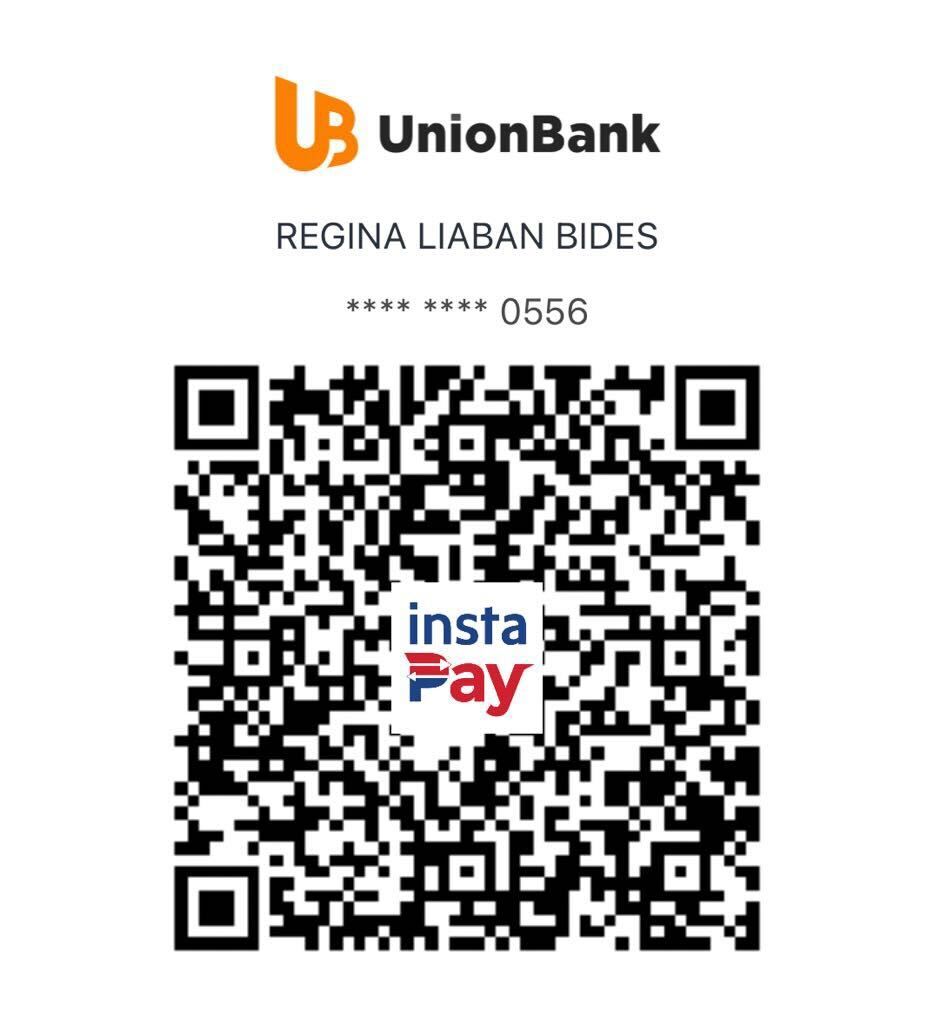 UB UnionBank
REGINA LIABAN BIDES
**** **** 0556
insta
Pay